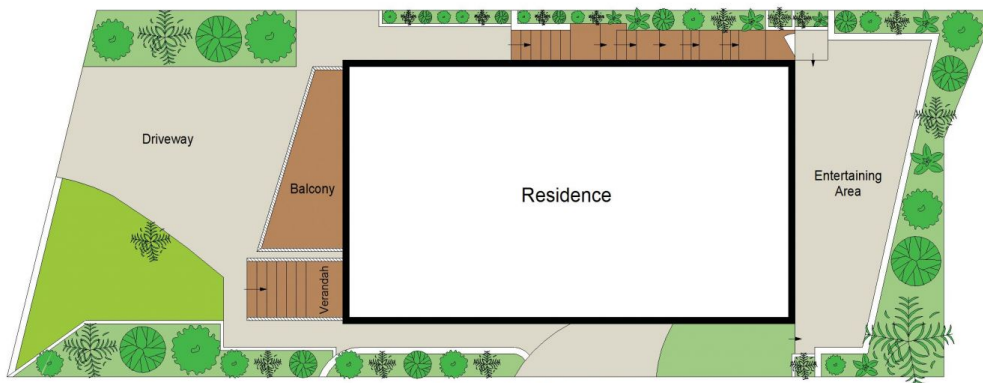 Driveway
Balcony
Verandah
Residence
Entertaining
Area